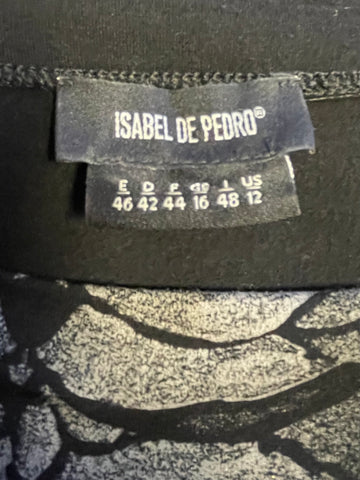 ISABEL DE PEDRO®
E D F GB I US
46 42 44 16 48 12